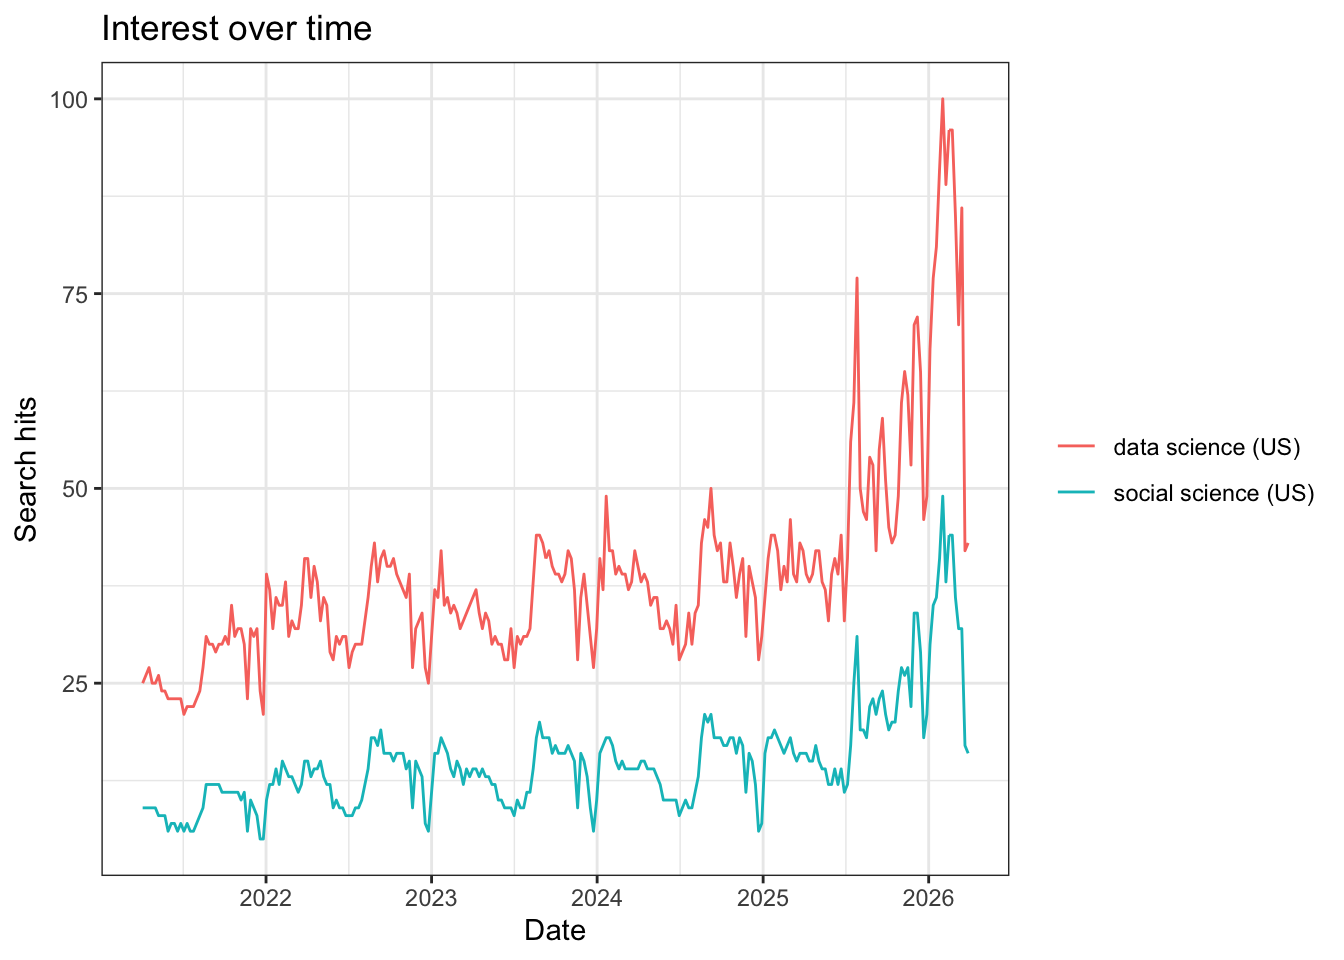 Interest over time
Search hits
100
75
50
25
2022
2023
2024
2025
2026
Date
data science (US)
social science (US)